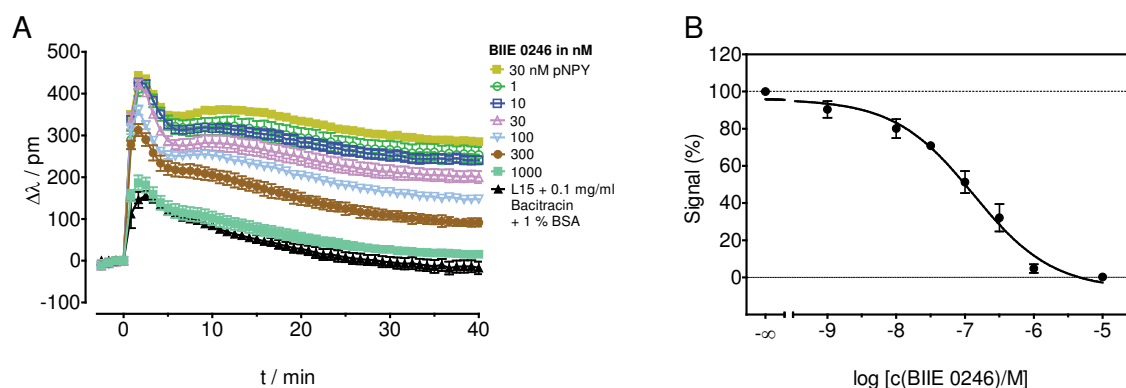 A
500
400
300
200
100
0
-100
Δλ / pm
0
10
20
30
40
t / min
BIIE 0246 in nM
30 nM pNPY
1
10
30
100
300
1000
L15 + 0.1 mg/ml
Bacitracin
+ 1 % BSA
B
120
100
80
60
40
20
0
-20
Signal (%)
-∞
-9
-8
-7
-6
-5
log [c(BIIE 0246)/M]